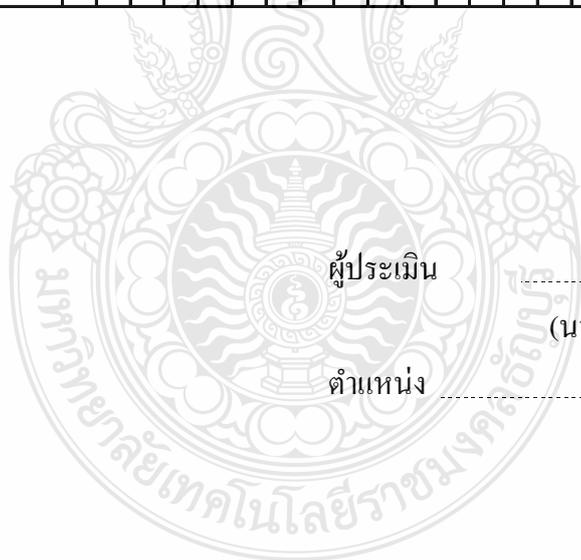 ผู้ประเมิน
(นา
ตำแหน่ง
มหาวิทยาลัยเทคโนโลยีราชมงคลธัญบุรี